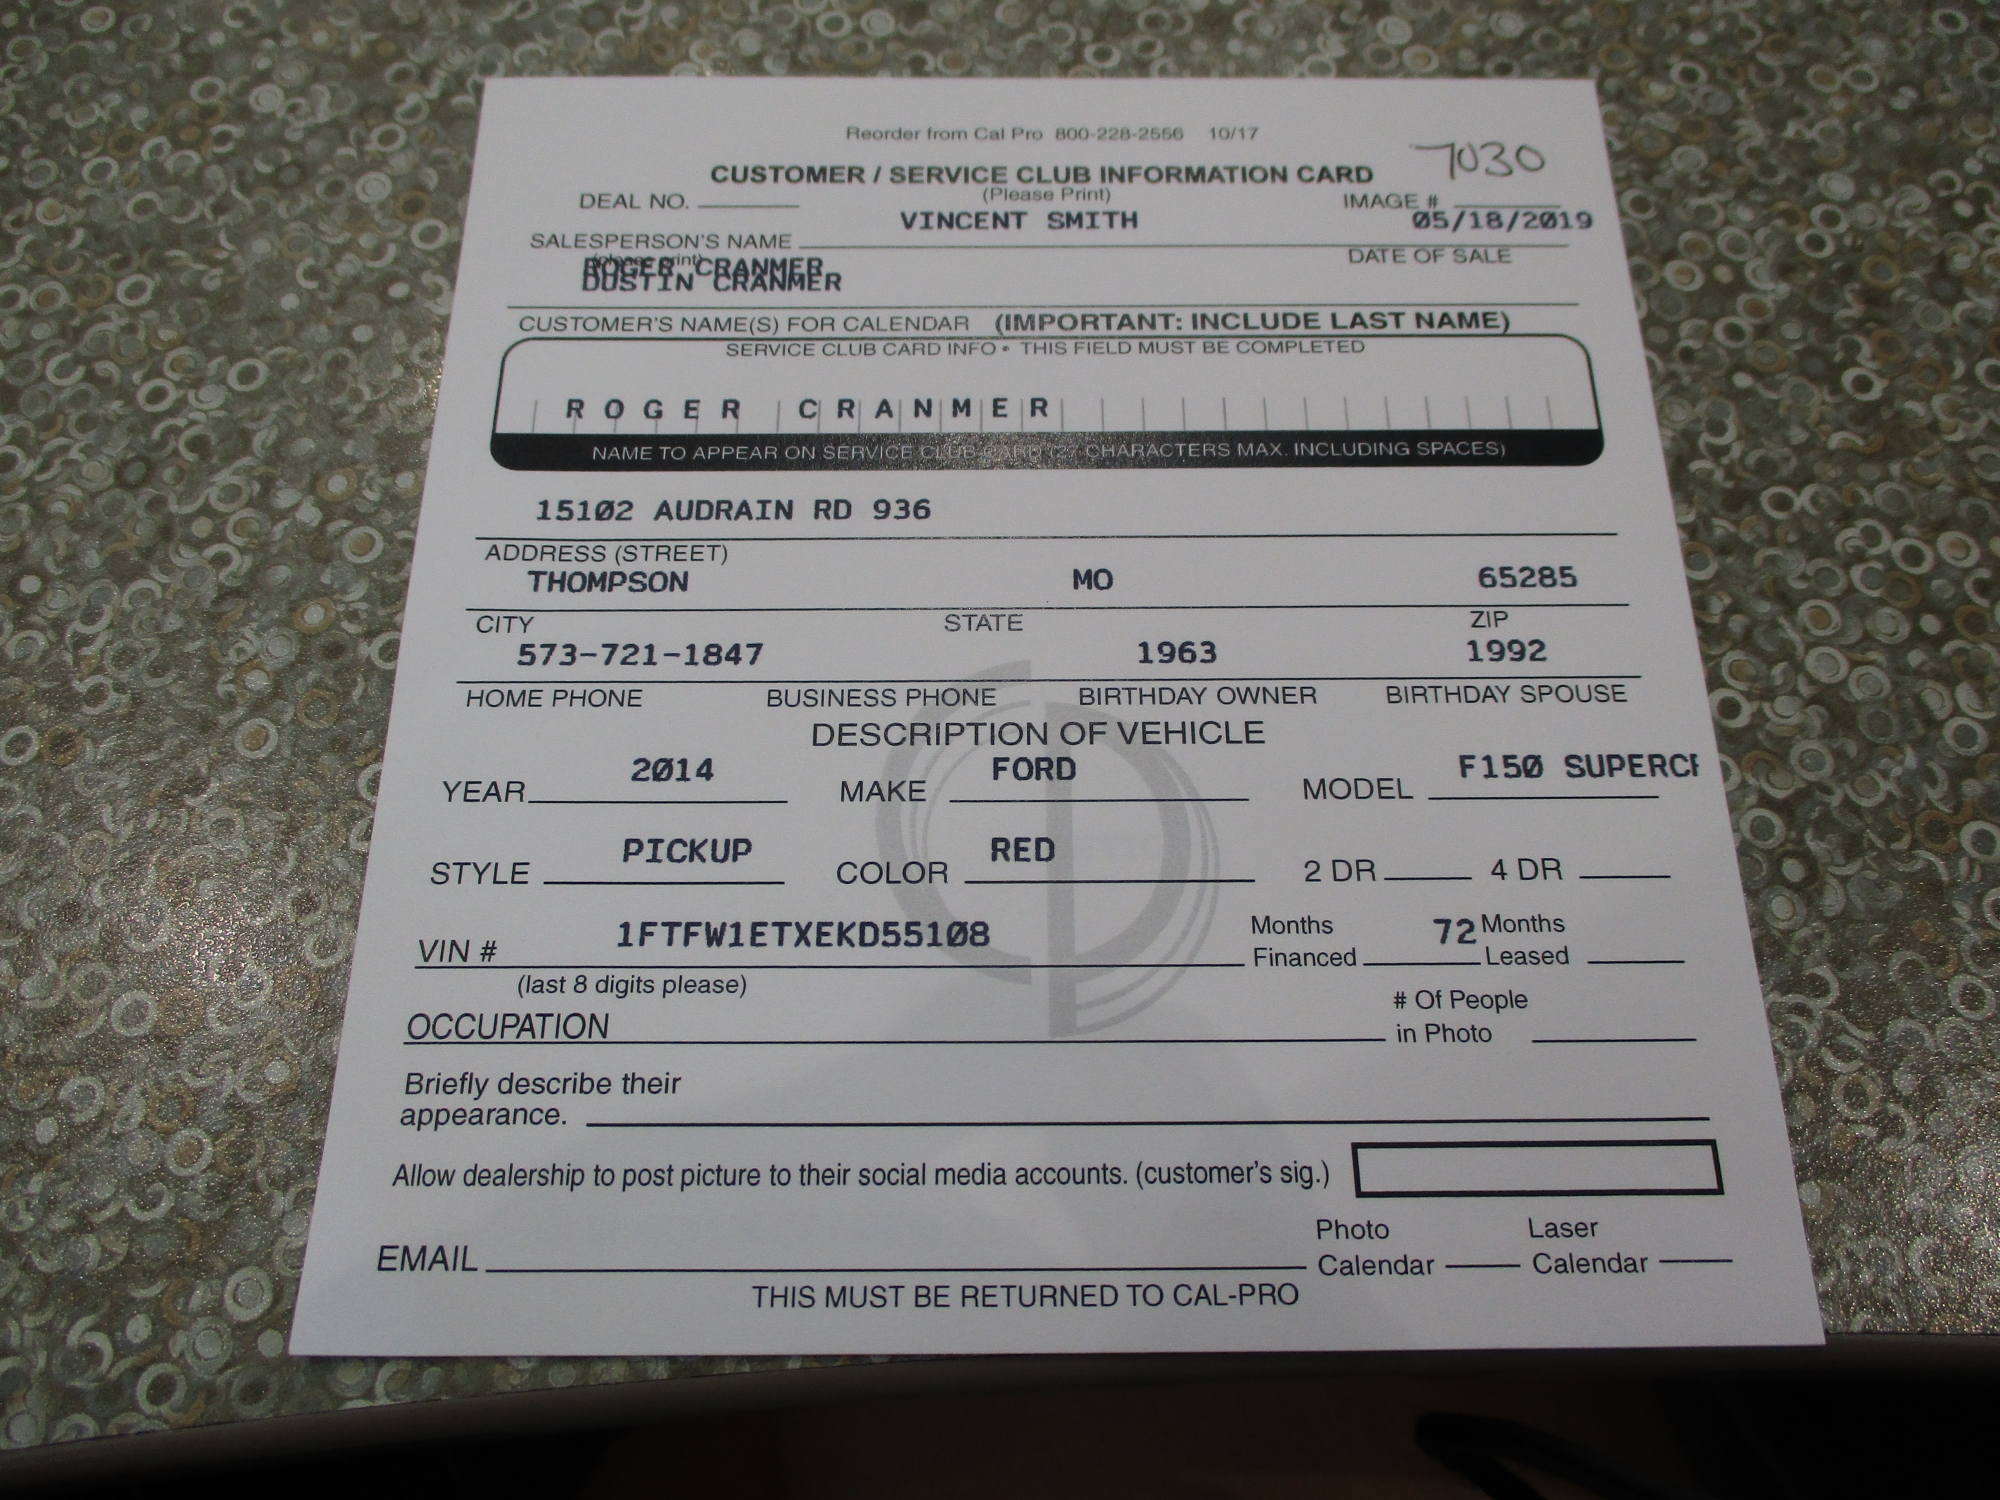 Reorder from Cal Pro 800-228-2556 10/17
7030
CUSTOMER / SERVICE CLUB INFORMATION CARD
(Please Print)
DEAL NO. IMAGE #
VINCENT SMITH 05/18/2019
SALESPERSON'S NAME DATE OF SALE
(please print)
ROGER CRANMER
DUSTIN CRANMER
CUSTOMER'S NAME(S) FOR CALENDAR (IMPORTANT: INCLUDE LAST NAME)
SERVICE CLUB CARD INFO • THIS FIELD MUST BE COMPLETED
ROGER CRANMER
NAME TO APPEAR ON SERVICE CLUB CARD (27 CHARACTERS MAX. INCLUDING SPACES)
15102 AUDRAIN RD 936
ADDRESS (STREET)
THOMPSON MO 65285
CITY STATE ZIP
573-721-1847 1963 1992
HOME PHONE BUSINESS PHONE BIRTHDAY OWNER BIRTHDAY SPOUSE
DESCRIPTION OF VEHICLE
YEAR 2014 MAKE FORD MODEL F150 SUPERCR
STYLE PICKUP COLOR RED 2 DR 4 DR
VIN # 1FTFW1ETXEKD55108 Months Financed 72 Months Leased
(last 8 digits please)
OCCUPATION # Of People in Photo
Briefly describe their
appearance.
Allow dealership to post picture to their social media accounts. (customer's sig.)
EMAIL Photo Calendar Laser Calendar
THIS MUST BE RETURNED TO CAL-PRO